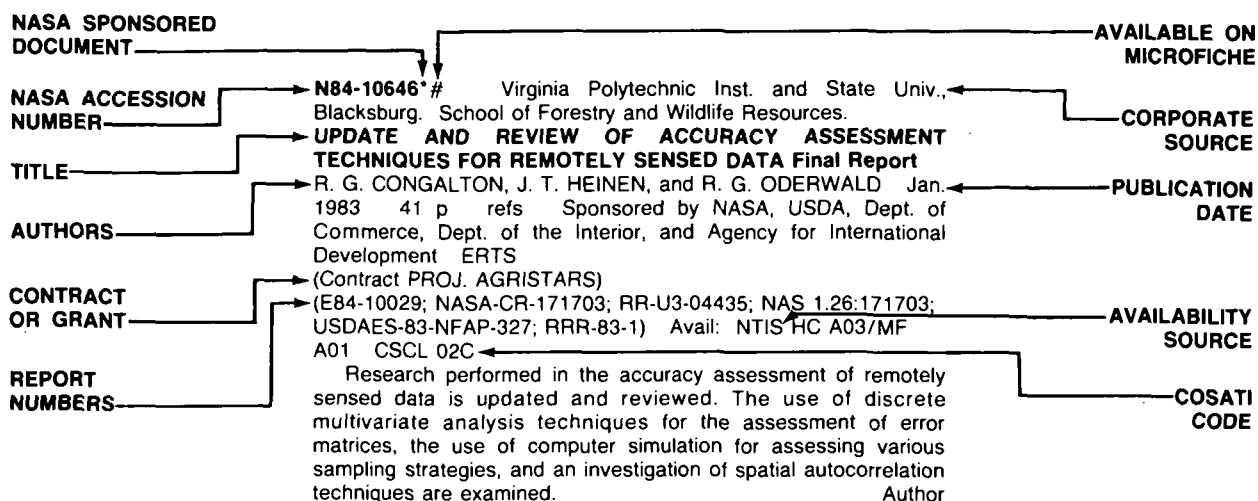 NASA SPONSORED
DOCUMENT
NASA ACCESSION
NUMBER
TITLE
AUTHORS
CONTRACT
OR GRANT
REPORT
NUMBERS
N84-10646*# Virginia Polytechnic Inst. and State Univ.,
Blacksburg. School of Forestry and Wildlife Resources.
UPDATE AND REVIEW OF ACCURACY ASSESSMENT
TECHNIQUES FOR REMOTELY SENSED DATA Final Report
R. G. CONGALTON, J. T. HEINEN, and R. G. ODERWALD Jan.
1983 41 p refs Sponsored by NASA, USDA, Dept. of
Commerce, Dept. of the Interior, and Agency for International
Development ERTS
(Contract PROJ. AGRISTARS)
(E84-10029; NASA-CR-171703; RR-U3-04435; NAS 1.26:171703;
USDAES-83-NFAP-327; RRR-83-1) Avail: NTIS HC A03/MF
A01 CSCL 02C
Research performed in the accuracy assessment of remotely
sensed data is updated and reviewed. The use of discrete
multivariate analysis techniques for the assessment of error
matrices, the use of computer simulation for assessing various
sampling strategies, and an investigation of spatial autocorrelation
techniques are examined. Author
AVAILABLE ON
MICROFICHE
CORPORATE
SOURCE
PUBLICATION
DATE
AVAILABILITY
SOURCE
COSATI
CODE